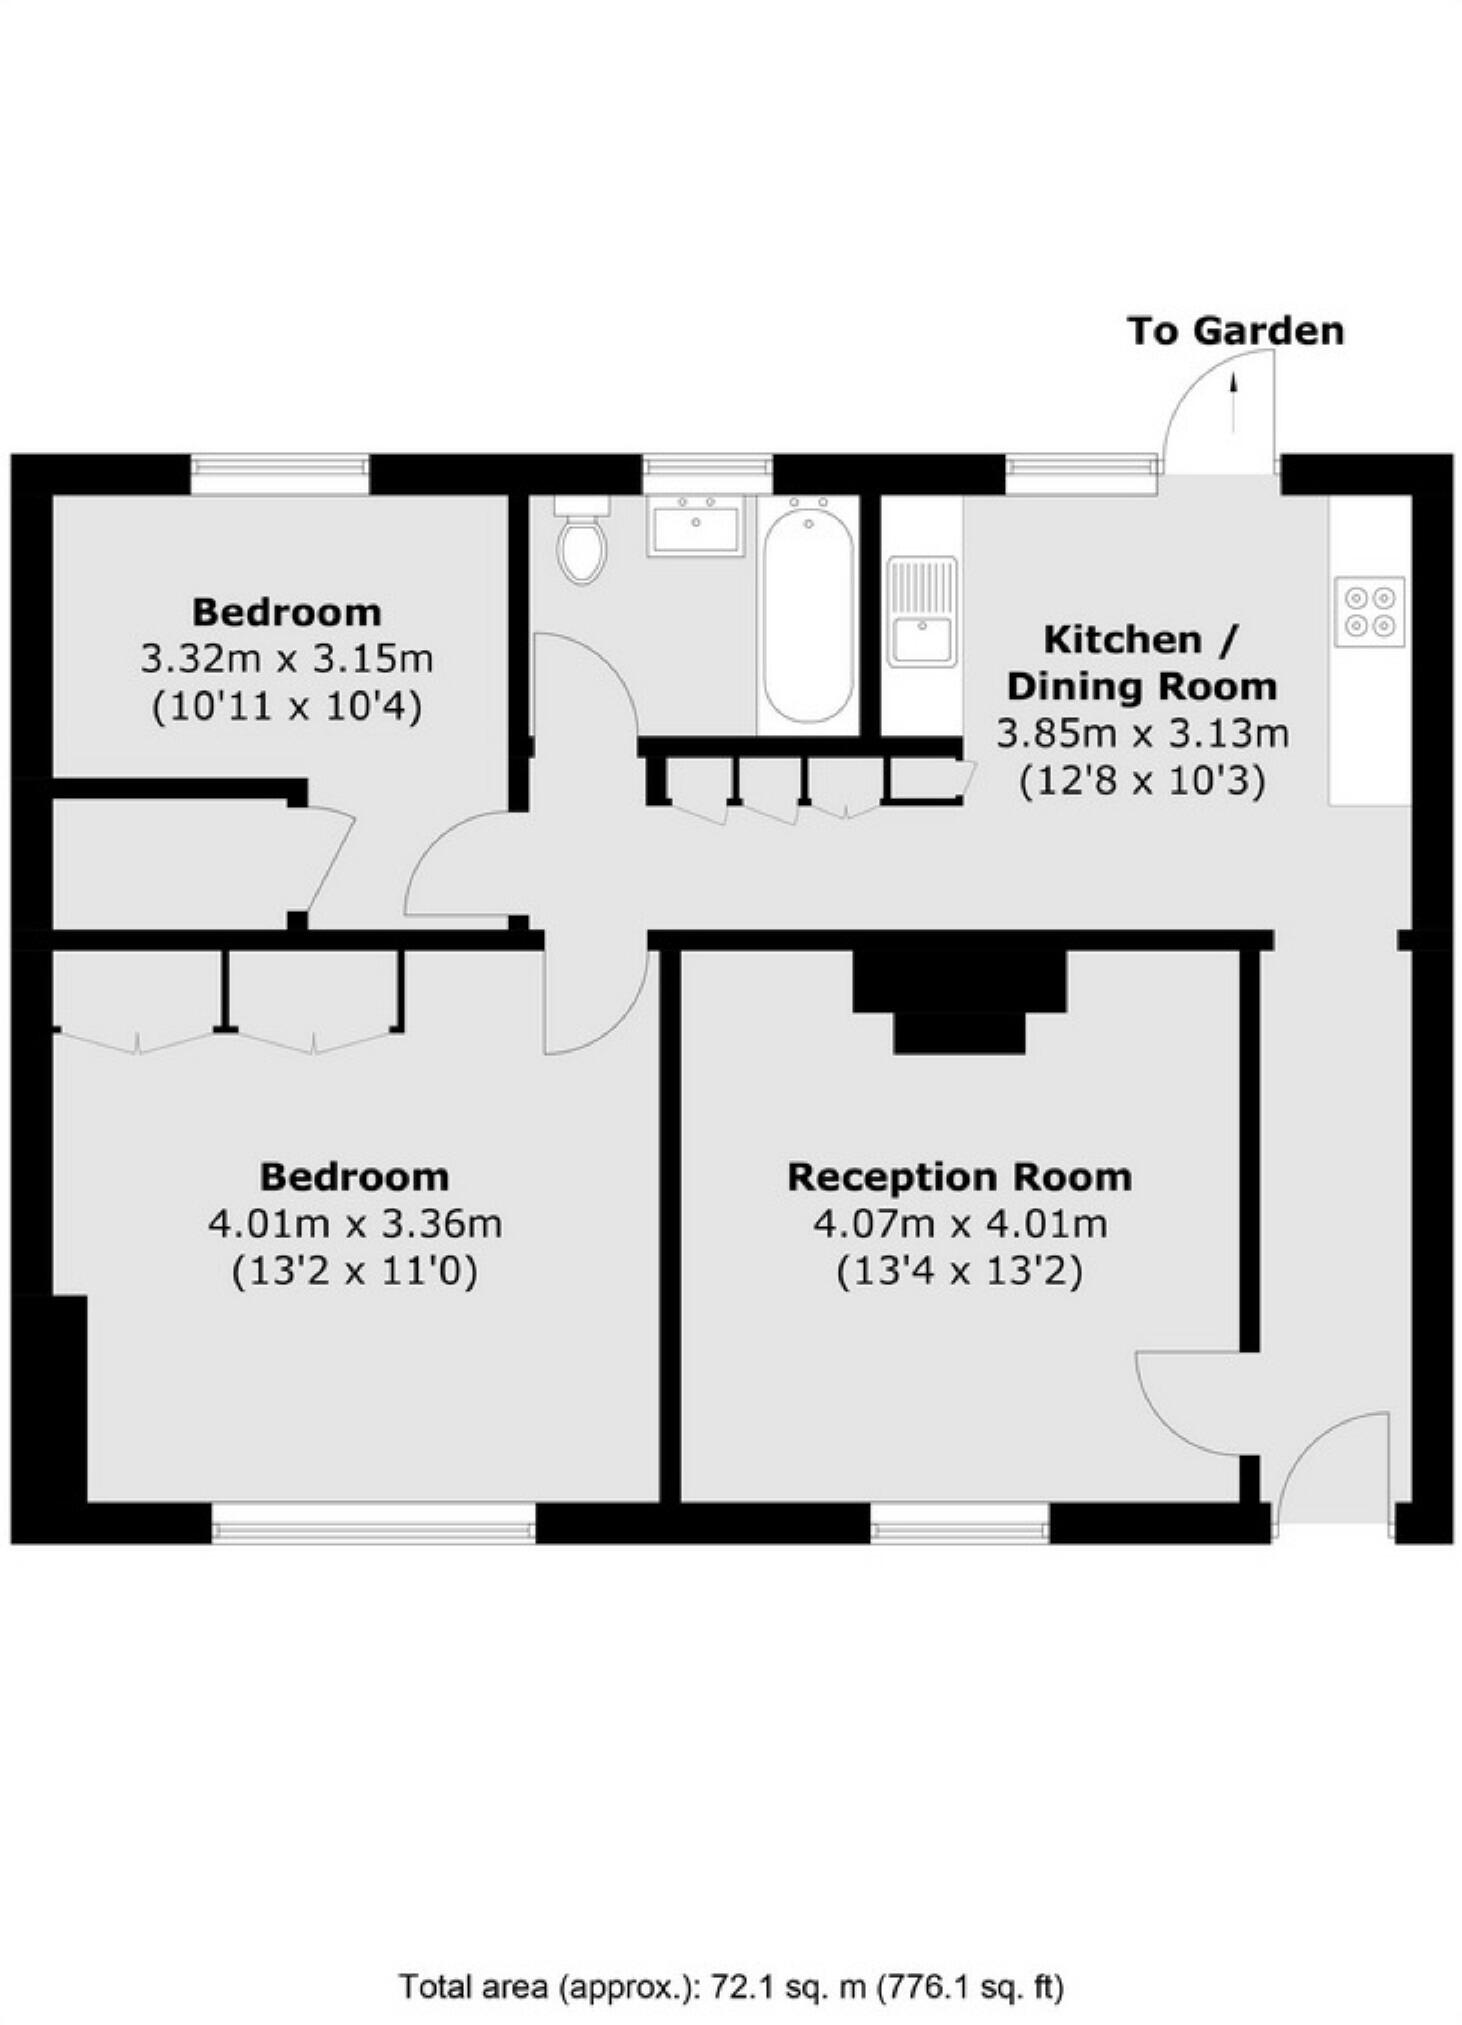 To Garden
Bedroom
3.32m x 3.15m
(10'11 x 10'4)
Kitchen /
Dining Room
3.85m x 3.13m
(12'8 x 10'3)
Bedroom
4.01m x 3.36m
(13'2 x 11'0)
Reception Room
4.07m x 4.01m
(13'4 x 13'2)
Total area (approx.): 72.1 sq. m (776.1 sq. ft)